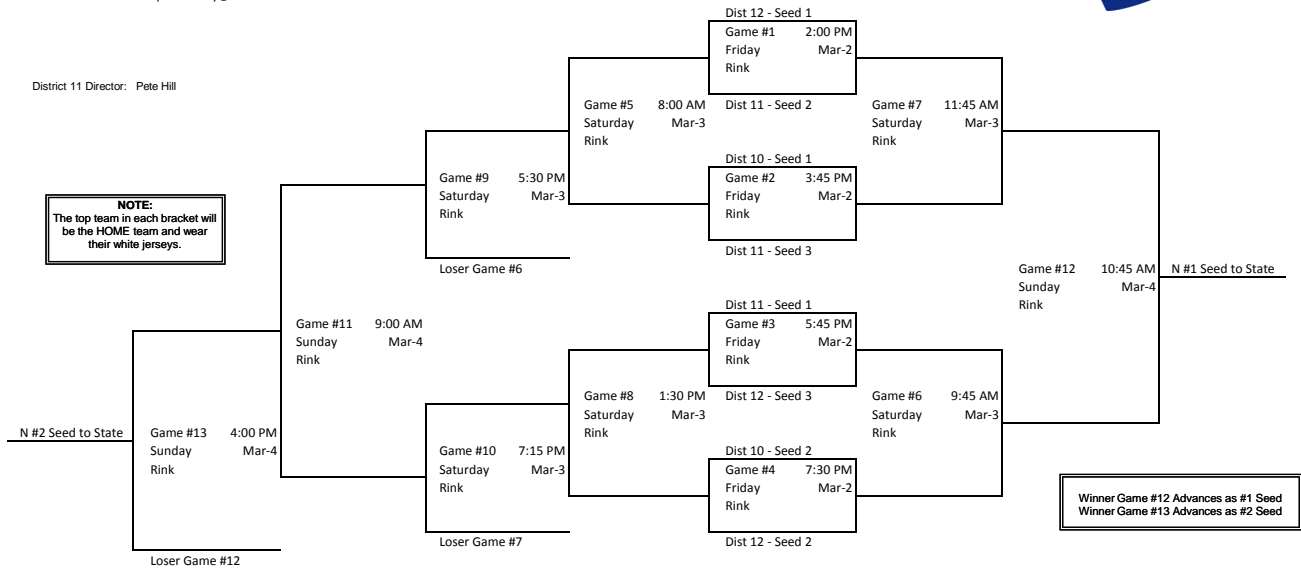 Dist 12 - Seed 1
Game #1 2:00 PM
Friday Mar-2
Rink
District 11 Director: Pete Hill
Game #5 8:00 AM
Saturday Mar-3
Rink
Dist 11 - Seed 2
Game #7 11:45 AM
Saturday Mar-3
Rink
Dist 10 - Seed 1
Game #9 5:30 PM
Saturday Mar-3
Rink
Game #2 3:45 PM
Friday Mar-2
Rink
NOTE:
The top team in each bracket will
be the HOME team and wear
their white jerseys.
Dist 11 - Seed 3
Loser Game #6
Game #12 10:45 AM
Sunday Mar-4
Rink
N #1 Seed to State
Dist 11 - Seed 1
Game #11 9:00 AM
Sunday Mar-4
Rink
Game #3 5:45 PM
Friday Mar-2
Rink
Game #8 1:30 PM
Saturday Mar-3
Rink
Dist 12 - Seed 3
Game #6 9:45 AM
Saturday Mar-3
Rink
N #2 Seed to State
Game #13 4:00 PM
Sunday Mar-4
Rink
Game #10 7:15 PM
Saturday Mar-3
Rink
Dist 10 - Seed 2
Game #4 7:30 PM
Friday Mar-2
Rink
Winner Game #12 Advances as #1 Seed
Winner Game #13 Advances as #2 Seed
Dist 12 - Seed 2
Loser Game #7
Loser Game #12